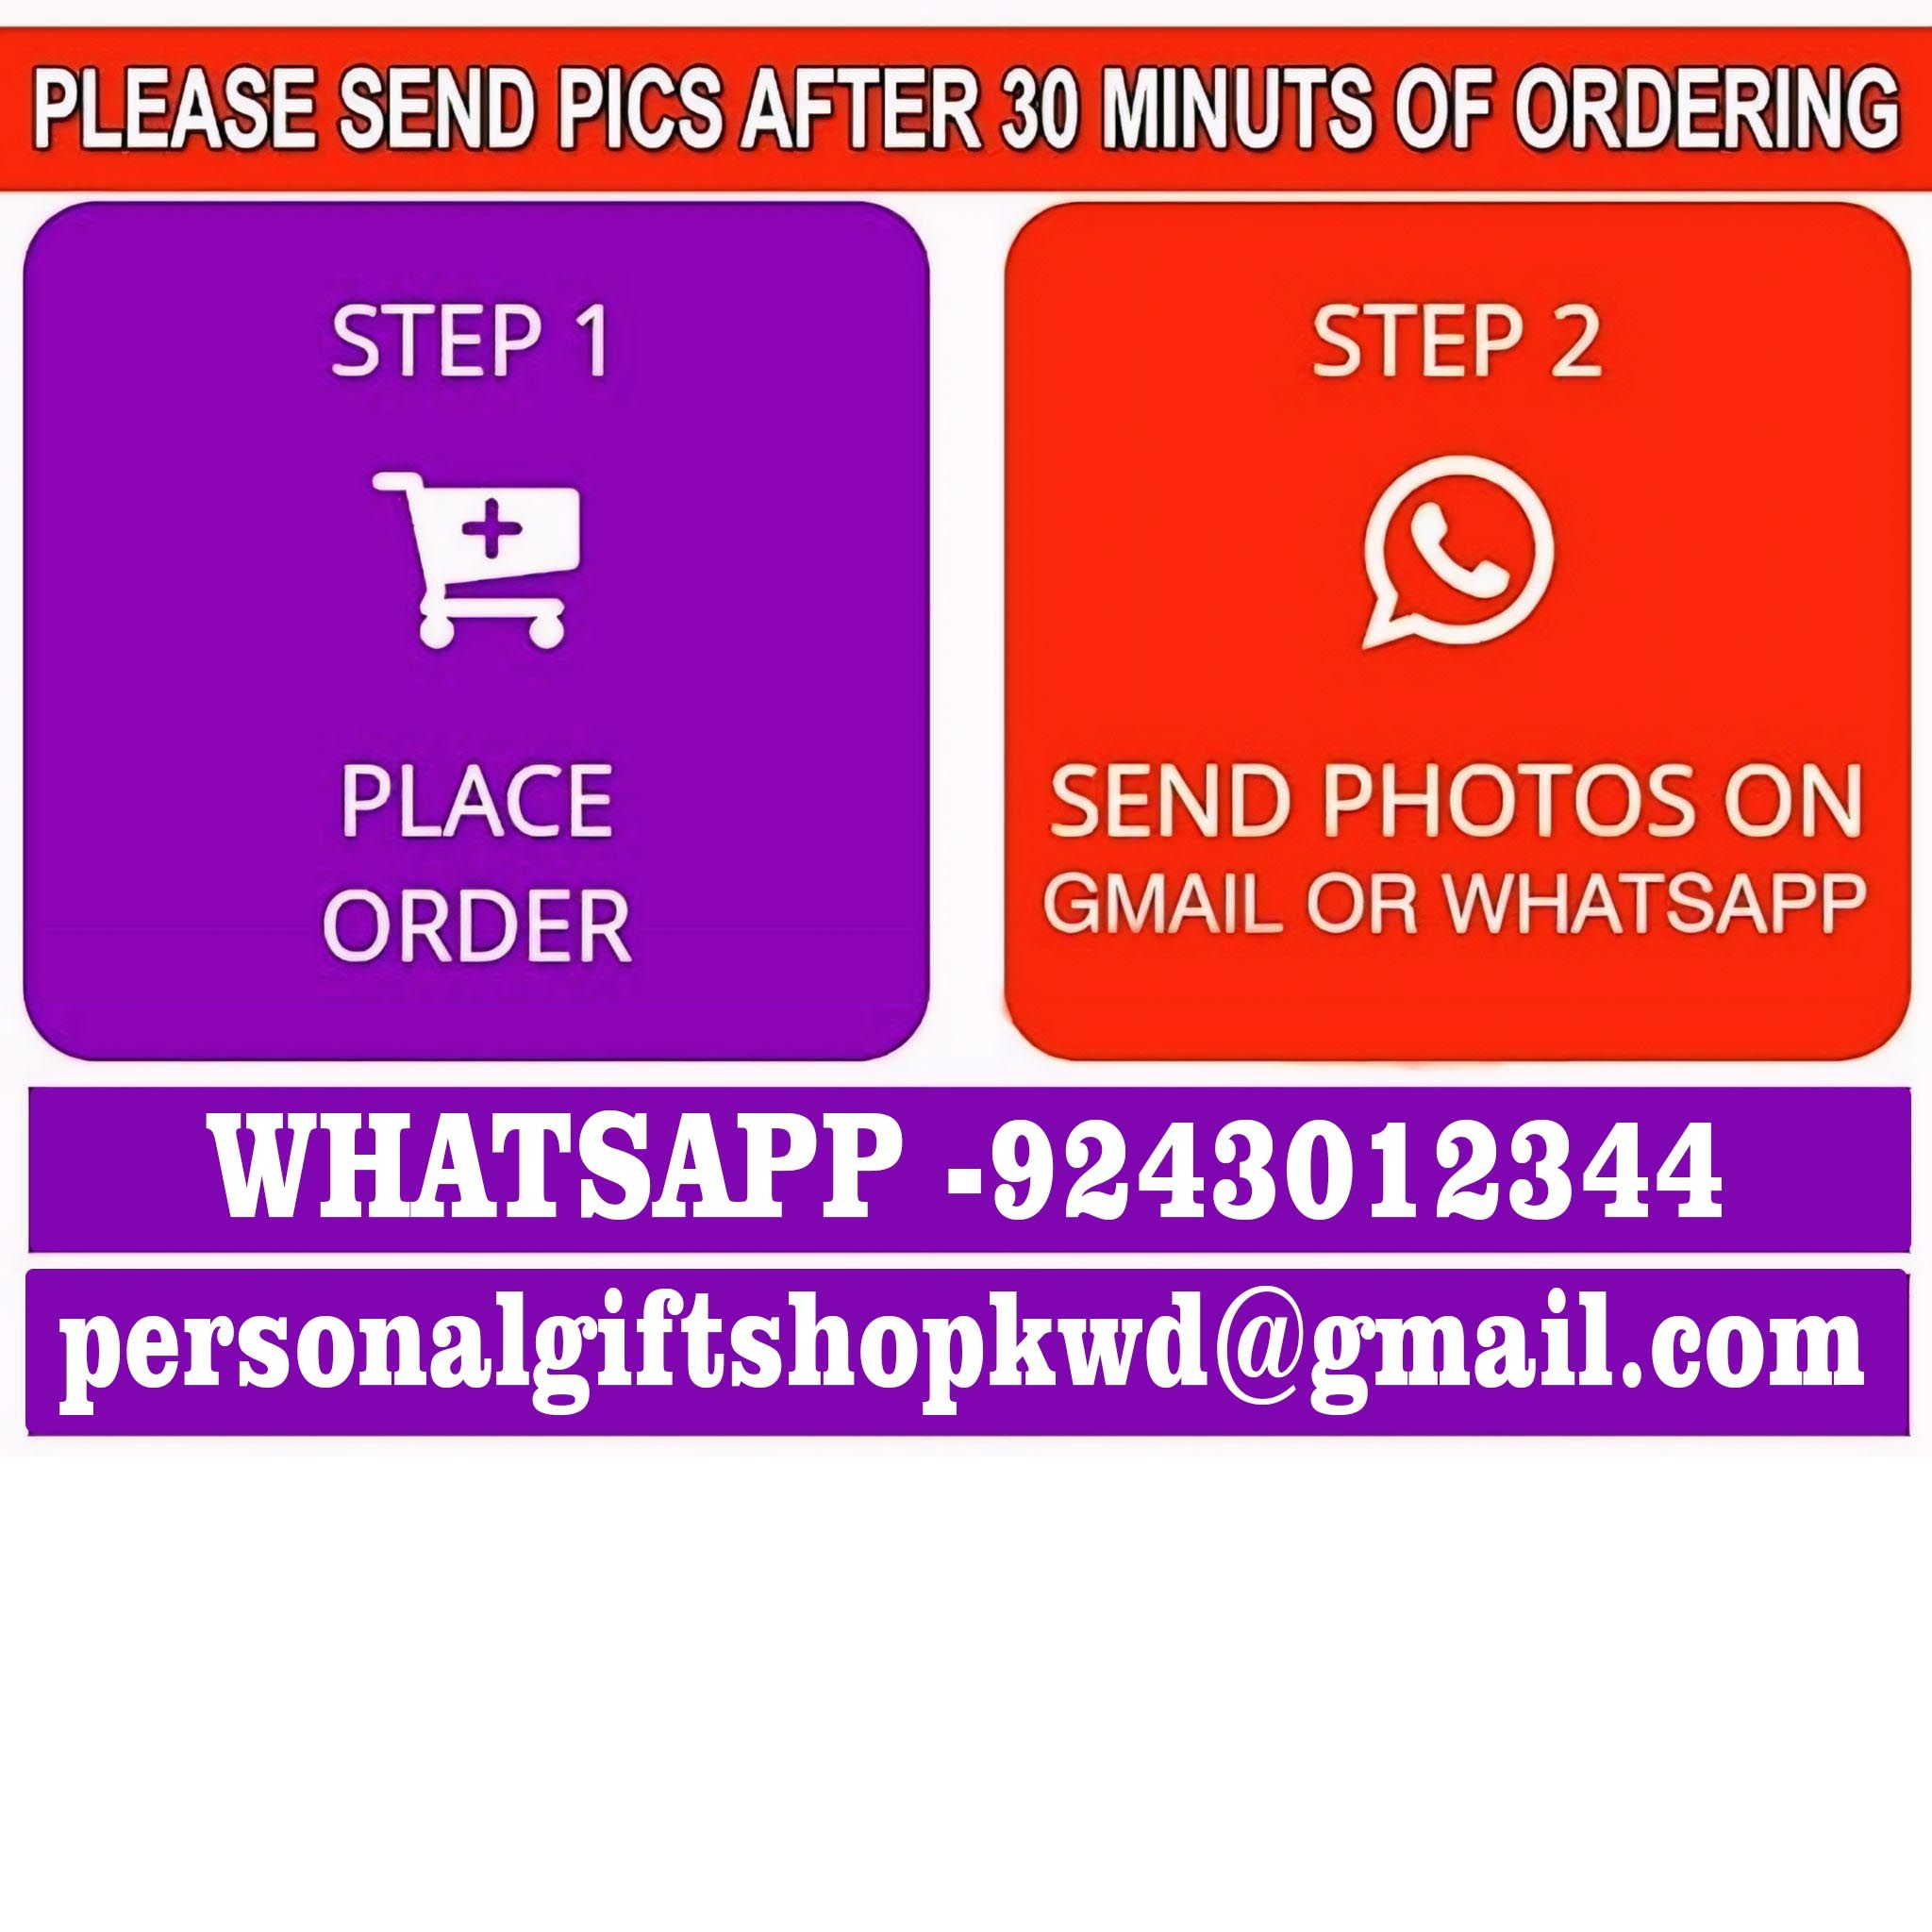 PLEASE SEND PICS AFTER 30 MINUTS OF ORDERING
STEP 1
PLACE
ORDER
STEP 2
SEND PHOTOS ON
GMAIL OR WHATSAPP
WHATSAPP -9243012344
personalgiftshopkwd@gmail.com